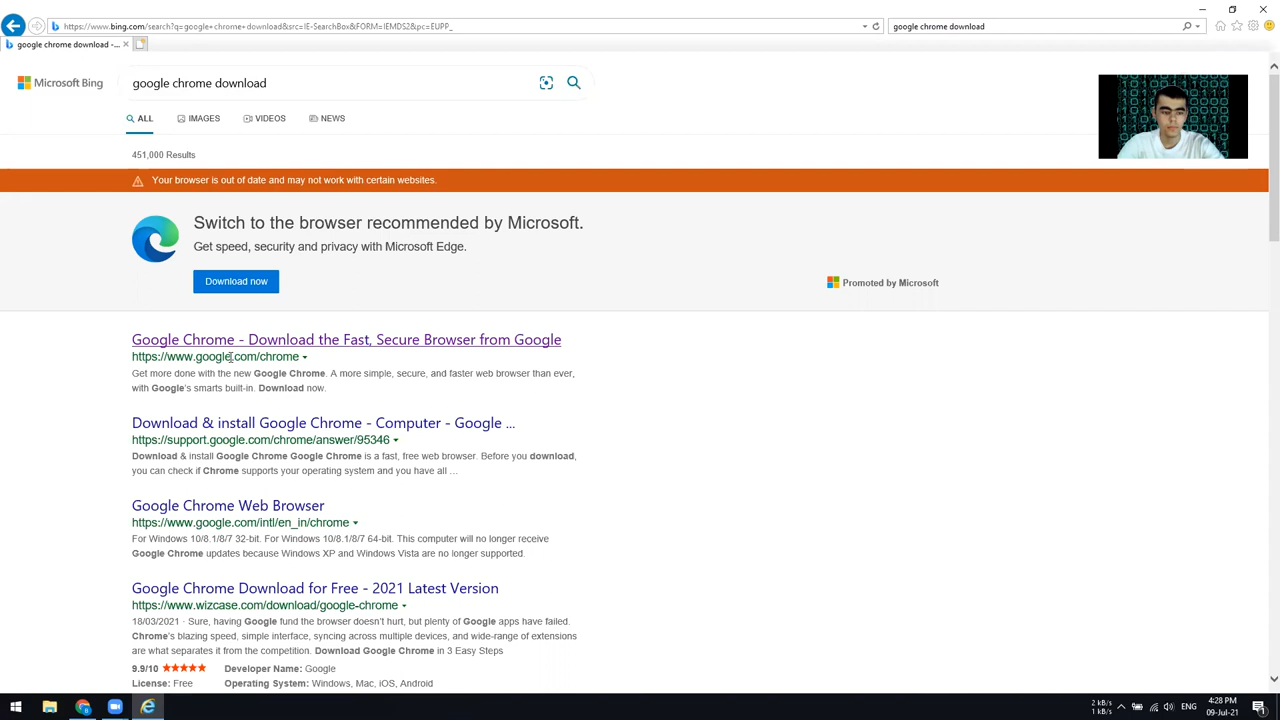 https://www.bing.com/search?q=google+chrome+download&src=IE-SearchBox&FORM=IEMDS2&pc=EUPP_
google chrome download
google chrome download -...
Microsoft Bing
google chrome download
ALL
IMAGES
VIDEOS
NEWS
451,000 Results
Your browser is out of date and may not work with certain websites.
Switch to the browser recommended by Microsoft.
Get speed, security and privacy with Microsoft Edge.
Download now
Promoted by Microsoft
Google Chrome - Download the Fast, Secure Browser from Google
https://www.google.com/chrome
Get more done with the new Google Chrome. A more simple, secure, and faster web browser than ever,
with Google's smarts built-in. Download now.
Download & install Google Chrome - Computer - Google ...
https://support.google.com/chrome/answer/95346
Download & install Google Chrome Google Chrome is a fast, free web browser. Before you download,
you can check if Chrome supports your operating system and you have all ...
Google Chrome Web Browser
https://www.google.com/intl/en_in/chrome
For Windows 10/8.1/8/7 32-bit. For Windows 10/8.1/8/7 64-bit. This computer will no longer receive
Google Chrome updates because Windows XP and Windows Vista are no longer supported.
Google Chrome Download for Free - 2021 Latest Version
https://www.wizcase.com/download/google-chrome
18/03/2021 · Sure, having Google fund the browser doesn't hurt, but plenty of Google apps have failed.
Chrome's blazing speed, simple interface, syncing across multiple devices, and wide-range of extensions
are what separates it from the competition. Download Google Chrome in 3 Easy Steps
9.9/10 Developer Name: Google
License: Free Operating System: Windows, Mac, iOS, Android
2 kB/s
1 kB/s
ENG
4:28 PM
09-Jul-21